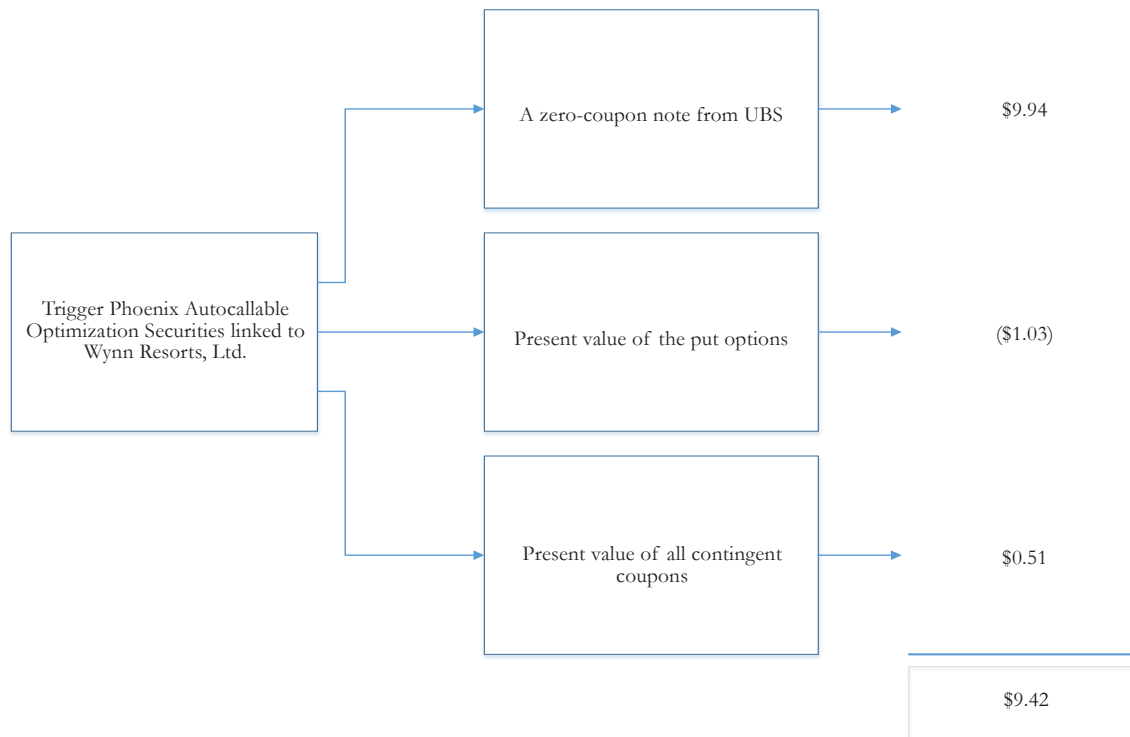 A zero-coupon note from UBS
$9.94
Trigger Phoenix Autocallable
Optimization Securities linked to
Wynn Resorts, Ltd.
Present value of the put options
($1.03)
Present value of all contingent
coupons
$0.51
$9.42